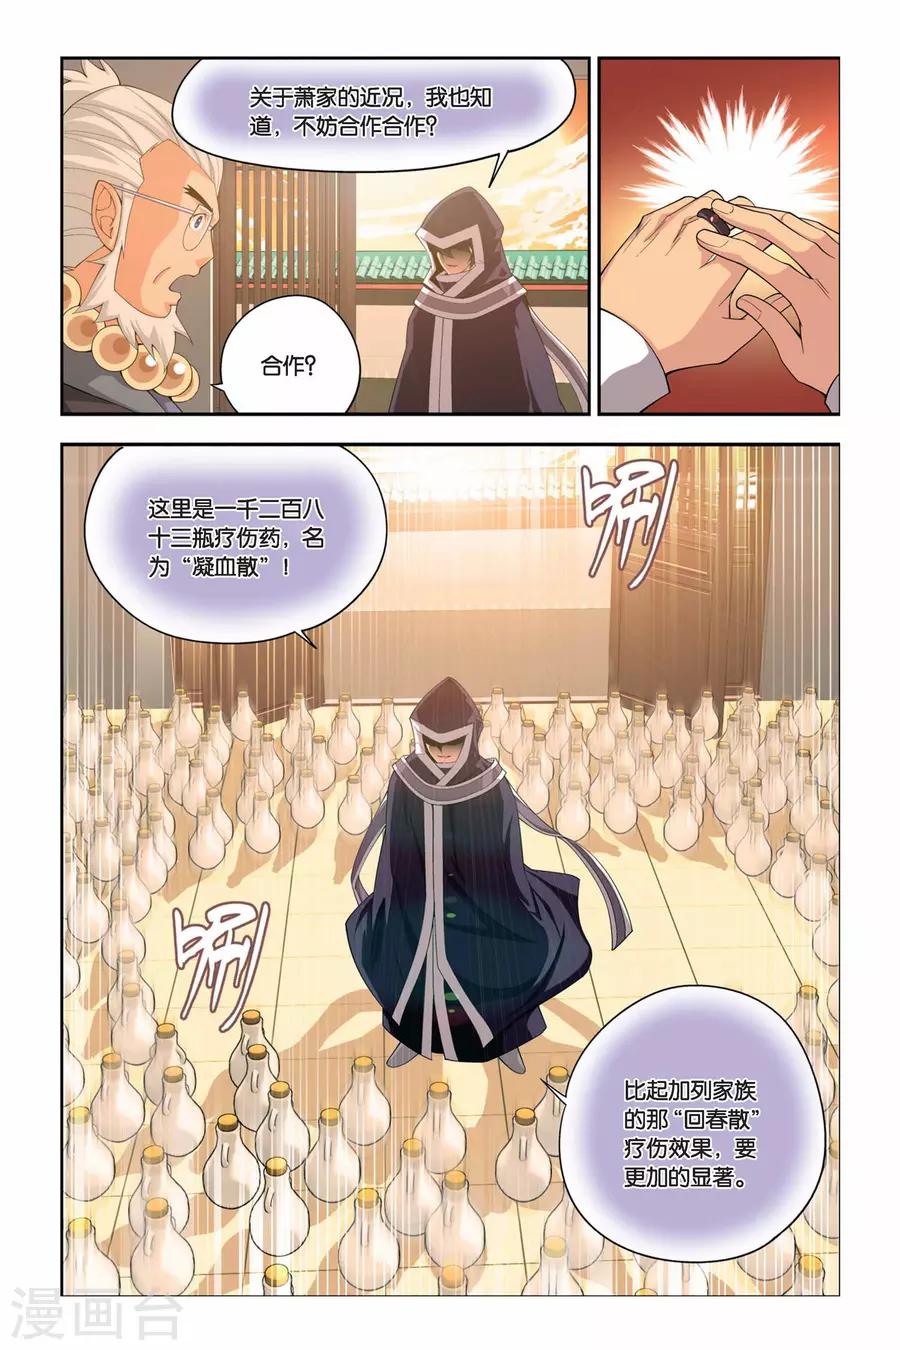 关于萧家的近况，我也知
道，不妨合作合作？
合作？
这里是一千二百八
十三瓶疗伤药，名
为“凝血散”！
唰
唰
比起加列家族
的那“回春散”
疗伤效果，要
更加的显著。
漫画台